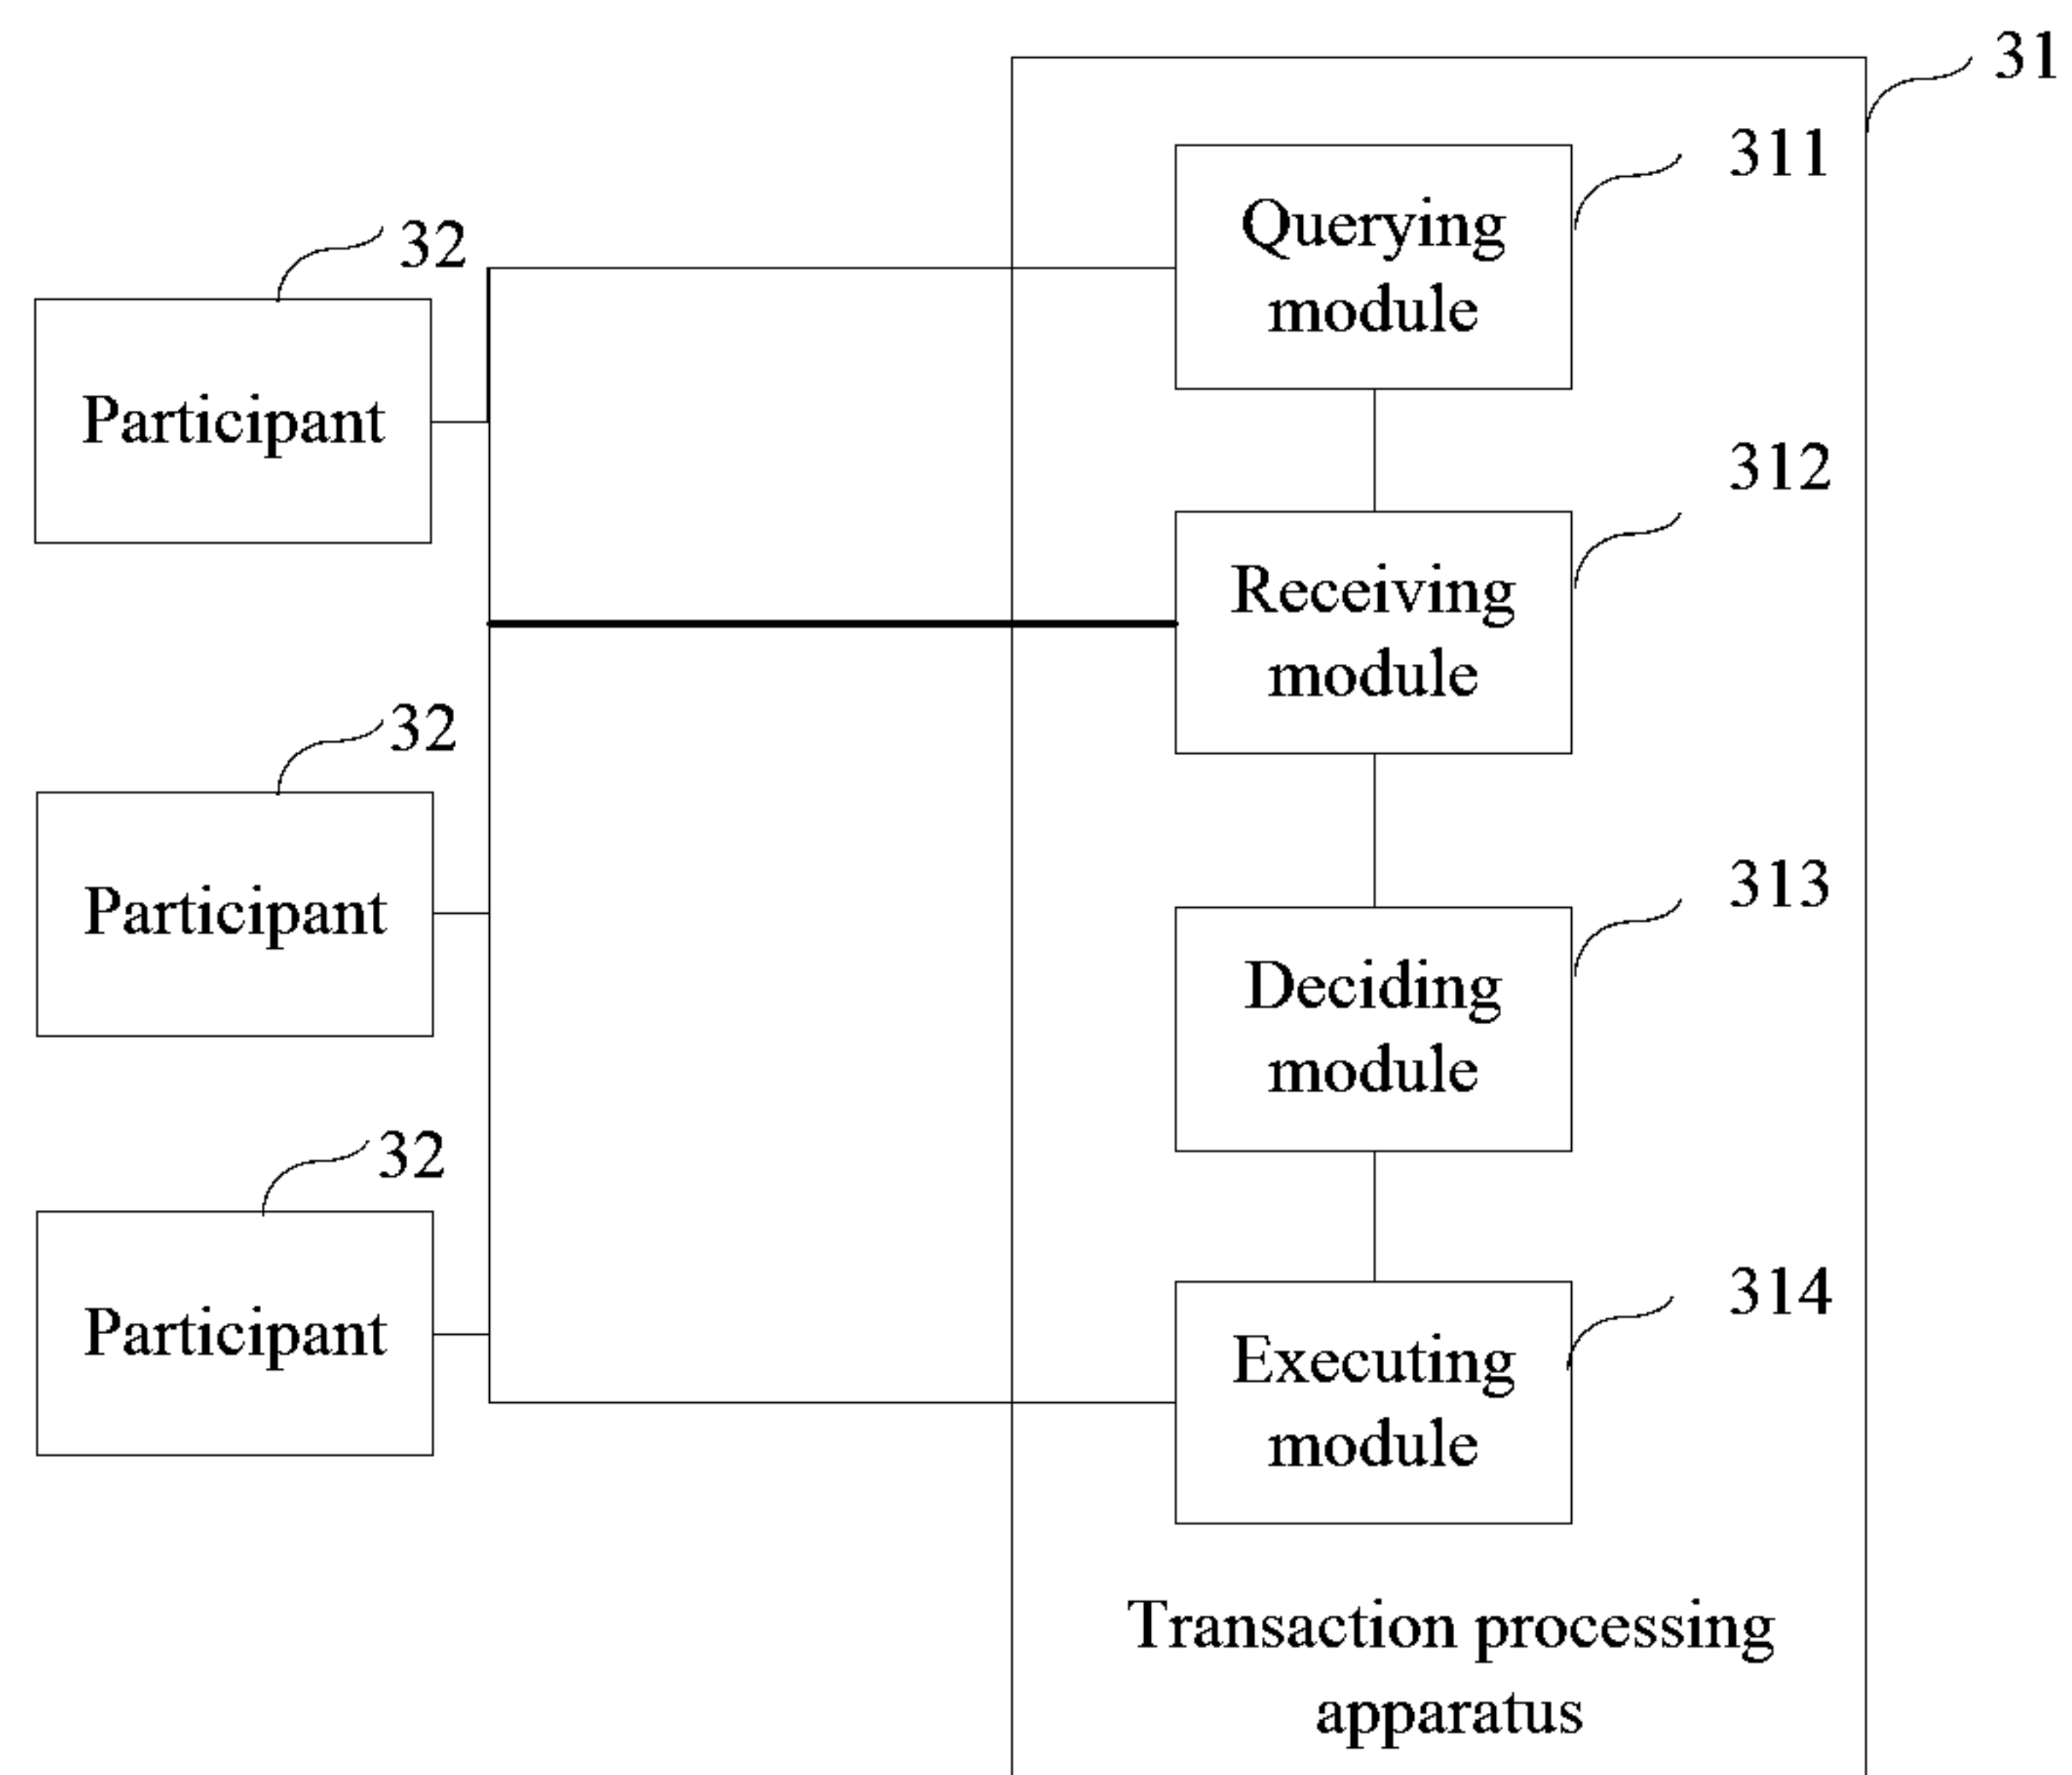 31
311
Querying
module
32
Participant
312
Receiving
module
32
Participant
313
Deciding
module
32
Participant
314
Executing
module
Transaction processing
apparatus